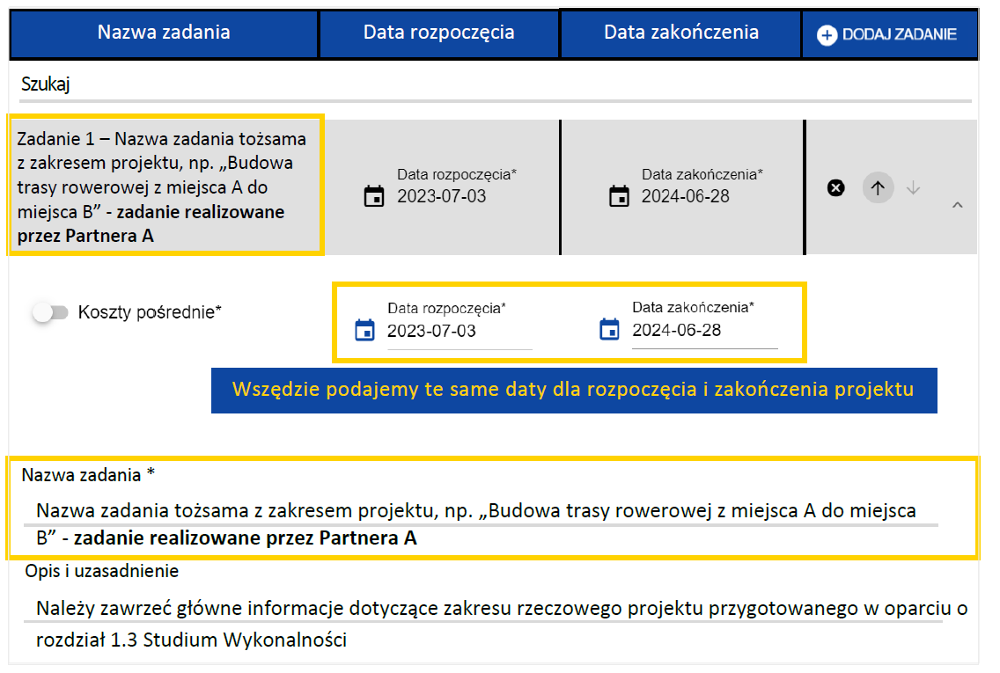 Nazwa zadania
Data rozpoczęcia
Data zakończenia
DODAJ ZADANIE
Szukaj
Zadanie 1 – Nazwa zadania tożsama
z zakresem projektu, np. „Budowa
trasy rowerowej z miejsca A do
miejsca B” - zadanie realizowane
przez Partnera A
Data rozpoczęcia*
2023-07-03
Data zakończenia*
2024-06-28
Koszty pośrednie*
Data rozpoczęcia*
2023-07-03
Data zakończenia*
2024-06-28
Wszędzie podajemy te same daty dla rozpoczęcia i zakończenia projektu
Nazwa zadania *
Nazwa zadania tożsama z zakresem projektu, np. „Budowa trasy rowerowej z miejsca A do miejsca
B” - zadanie realizowane przez Partnera A
Opis i uzasadnienie
Należy zawrzeć główne informacje dotyczące zakresu rzeczowego projektu przygotowanego w oparciu o
rozdział 1.3 Studium Wykonalności